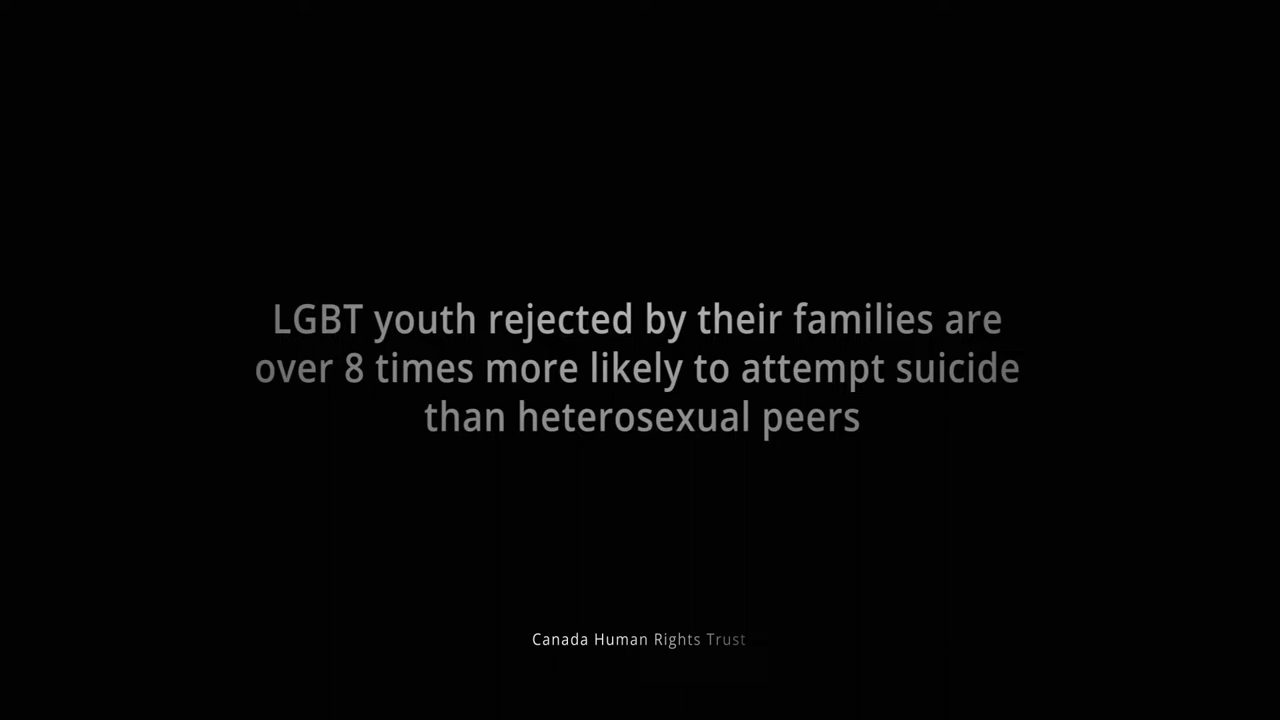 LGBT youth rejected by their families are
over 8 times more likely to attempt suicide
than heterosexual peers
Canada Human Rights Trust